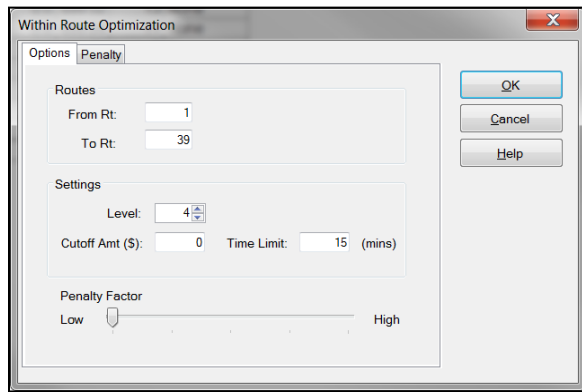 Within Route Optimization
Options Penalty
Routes
From Rt: 1
To Rt: 39
Settings
Level: 4
Cutoff Amt ($): 0 Time Limit: 15 (mins)
Penalty Factor
Low High
OK
Cancel
Help